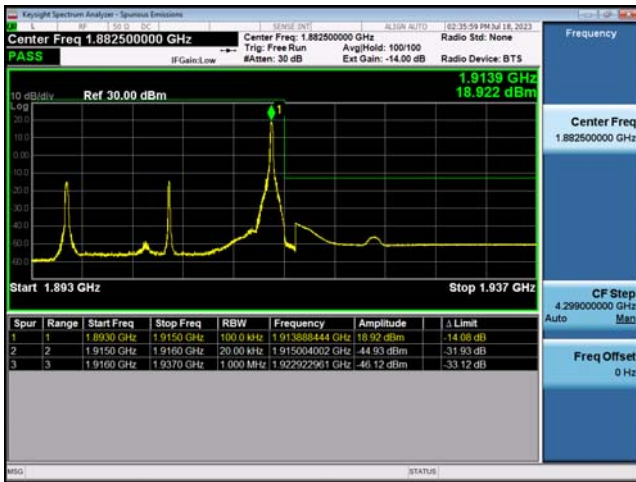 Keysight Spectrum Analyzer - Spurious Emissions
L RF 50 Ω DC SENSE:INT ALIGN AUTO 02:35:59 PM Jul 18, 2023
Center Freq 1.882500000 GHz
PASS
IFGain:Low
Center Freq: 1.882500000 GHz
Trig: Free Run Avg|Hold: 100/100
#Atten: 30 dB Ext Gain: -14.00 dB
Radio Std: None
Radio Device: BTS
Frequency
1.9139 GHz
18.922 dBm
10 dB/div Ref 30.00 dBm
Log
20.0
10.0
0.00
1
Start 1.893 GHz Stop 1.937 GHz
Center Freq
1.882500000 GHz
CF Step
4.299000000 GHz
Auto Man
Freq Offset
0 Hz
Spur Range Start Freq Stop Freq RBW Frequency Amplitude Δ Limit
1 1 1.8930 GHz 1.9150 GHz 100.0 kHz 1.913888444 GHz 18.92 dBm -14.08 dB
2 2 1.9150 GHz 1.9160 GHz 20.00 kHz 1.915004002 GHz -44.93 dBm -31.93 dB
3 3 1.9160 GHz 1.9370 GHz 1.000 MHz 1.922922961 GHz -46.12 dBm -33.12 dB
MSG STATUS